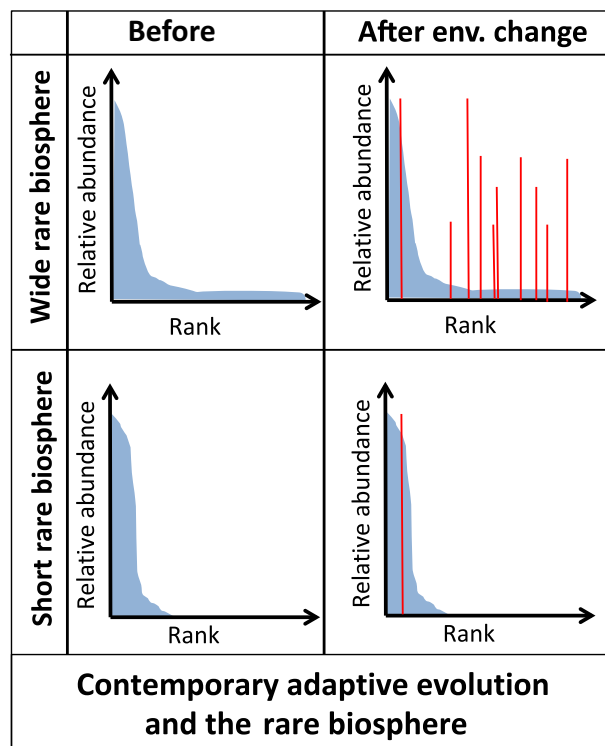 Before
After env. change
Wide rare biosphere
Relative abundance
Rank
Relative abundance
Rank
Short rare biosphere
Relative abundance
Rank
Relative abundance
Rank
Contemporary adaptive evolution
and the rare biosphere